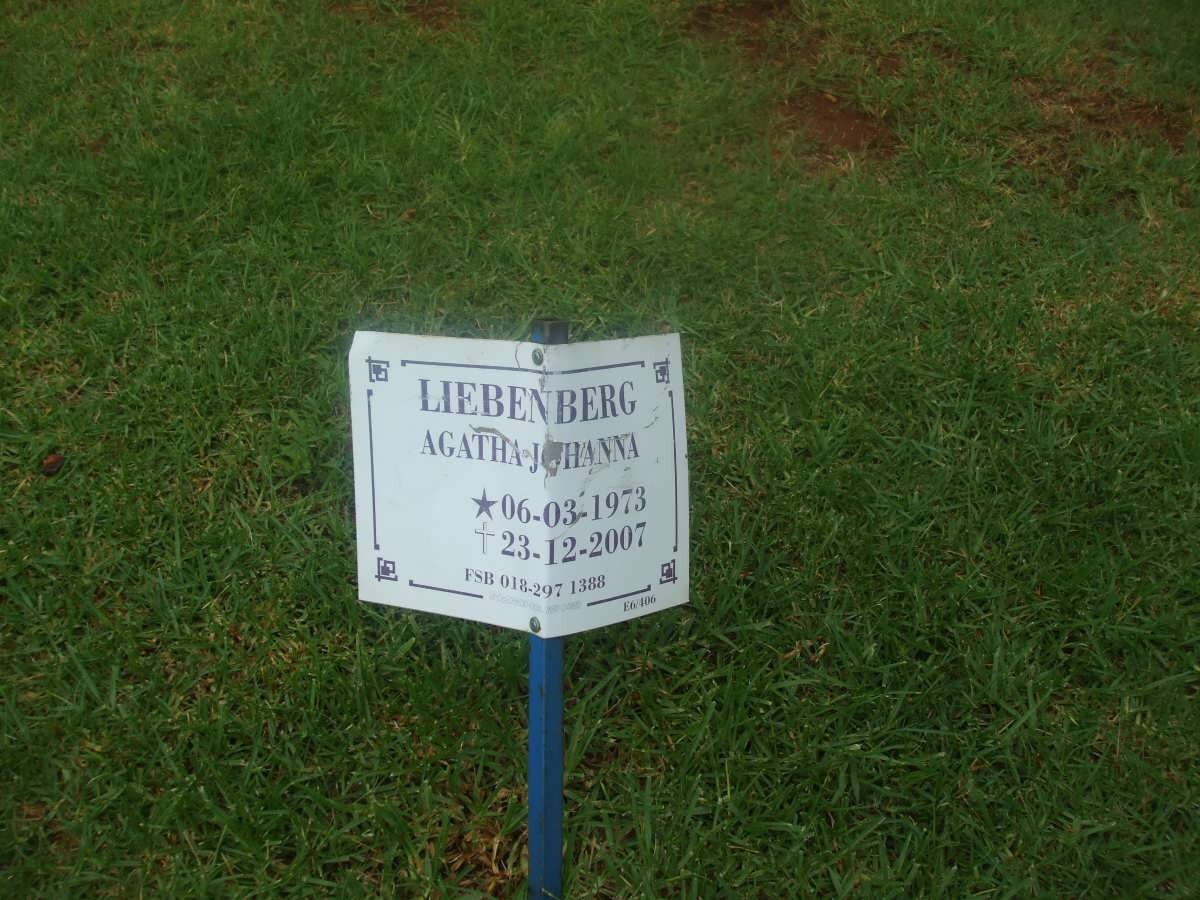 LIEBENBERG
AGATHA JOHANNA
★06-03-1973
✝23-12-2007
FSB 018-297 1388
E6/406